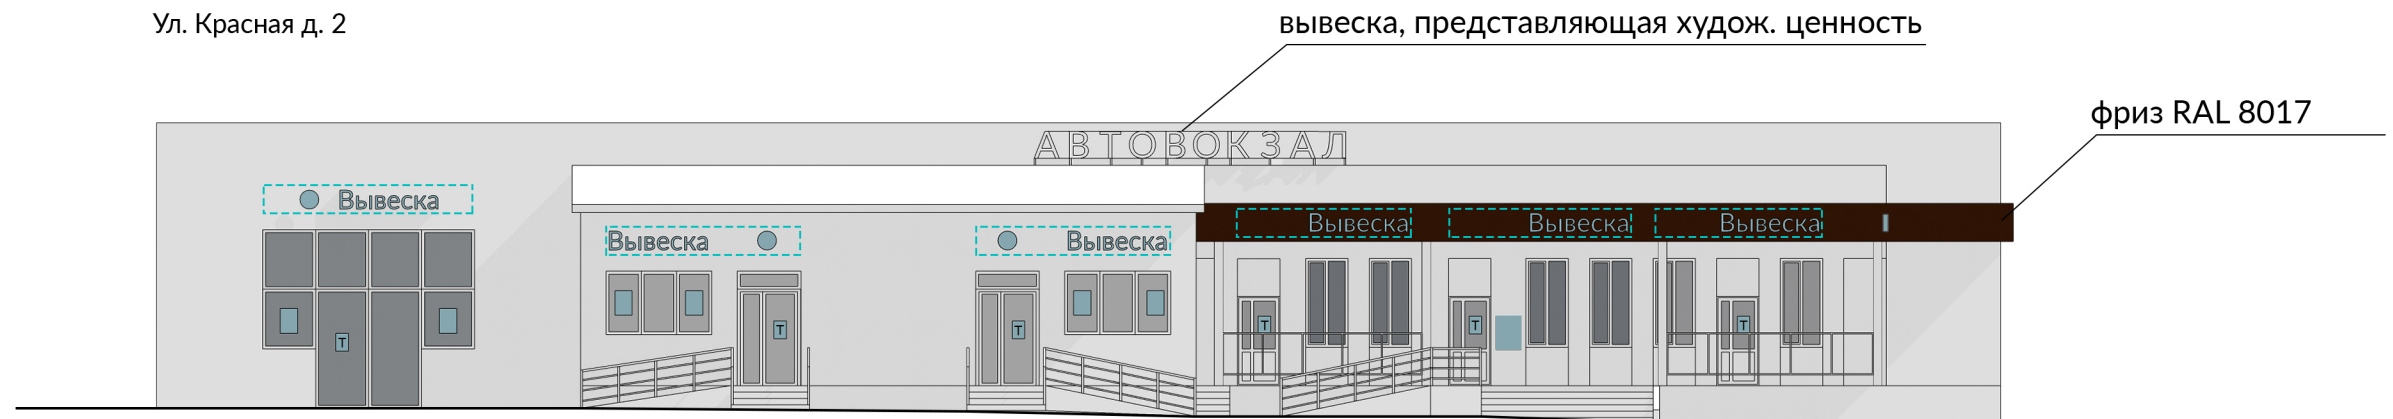 Ул. Красная д. 2
вывеска, представляющая худож. ценность
фриз RAL 8017
АВТОВОКЗАЛ
Вывеска
Вывеска
Вывеска
Вывеска
Вывеска
Вывеска
Т
Т
Т
Т
Т
Т